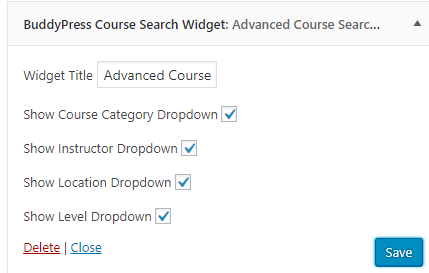 BuddyPress Course Search Widget: Advanced Course Searc...
Widget Title Advanced Course
Show Course Category Dropdown
Show Instructor Dropdown
Show Location Dropdown
Show Level Dropdown
Delete | Close Save